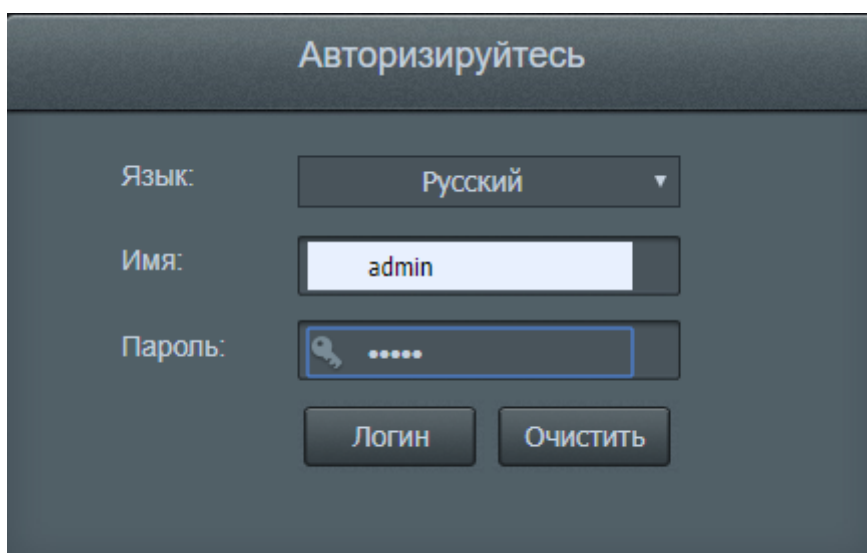 Авторизируйтесь
Язык: Русский
Имя: admin
Пароль: •••••
Логин Очистить